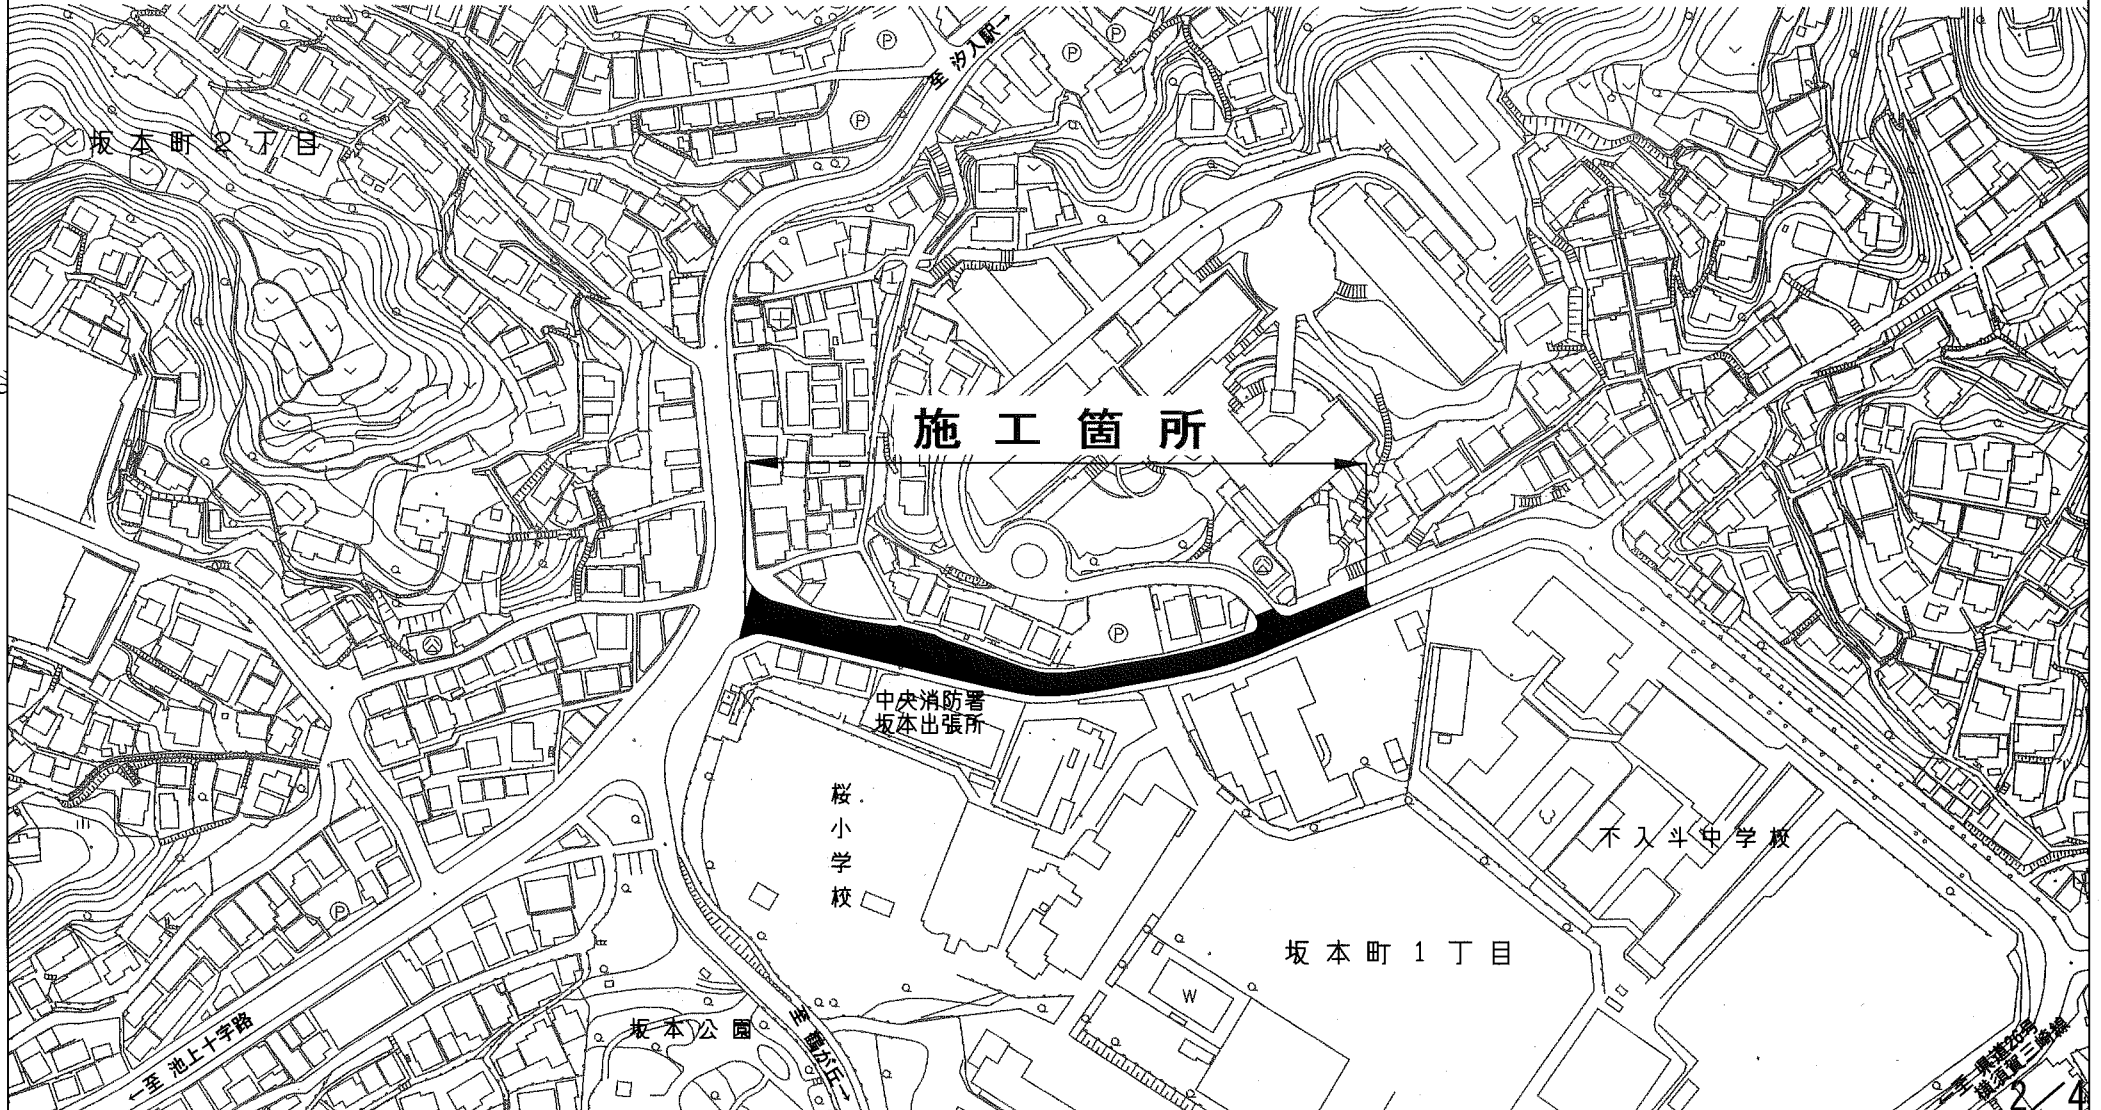 至 汐入駅→
Ⓟ
Ⓟ
Ⓟ
Ⓟ
坂本町2丁目
施工箇所
Ⓟ
中央消防署
坂本出張所
桜小学校
不入斗中学校
Ⓟ
坂本町1丁目
W
坂本公園
←至 池上十字路
至 鶴が丘→
←至 県道26号
横須賀三崎線
2/4